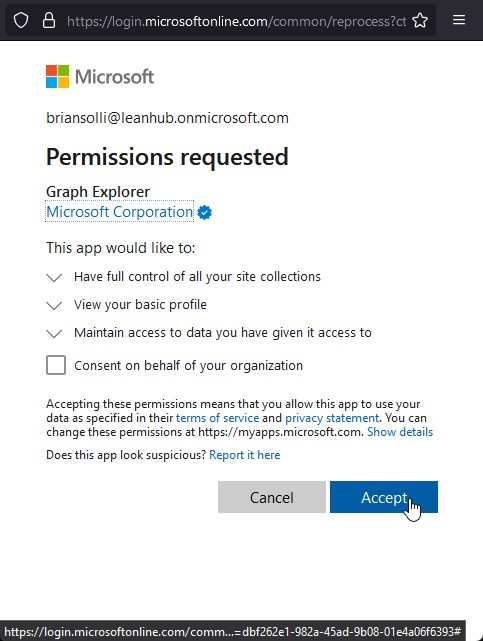 https://login.microsoftonline.com/common/reprocess?ct
Microsoft
briansolli@leanhub.onmicrosoft.com
Permissions requested
Graph Explorer
Microsoft Corporation
This app would like to:
Have full control of all your site collections
View your basic profile
Maintain access to data you have given it access to
Consent on behalf of your organization
Accepting these permissions means that you allow this app to use your
data as specified in their terms of service and privacy statement. You can
change these permissions at https://myapps.microsoft.com. Show details
Does this app look suspicious? Report it here
Cancel Accept
https://login.microsoftonline.com/comm...=dbf262e1-982a-45ad-9b08-01e4a06f6393#